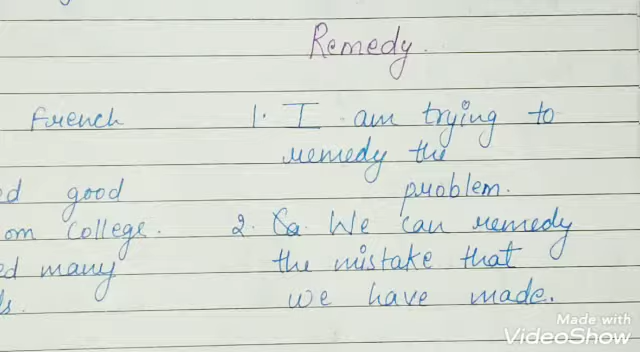 Remedy.
French
ed good
om College.
ed many
ls.
1. I am trying to
remedy the
problem.
2. We can remedy
the mistake that
we have made.
Made with
VideoShow